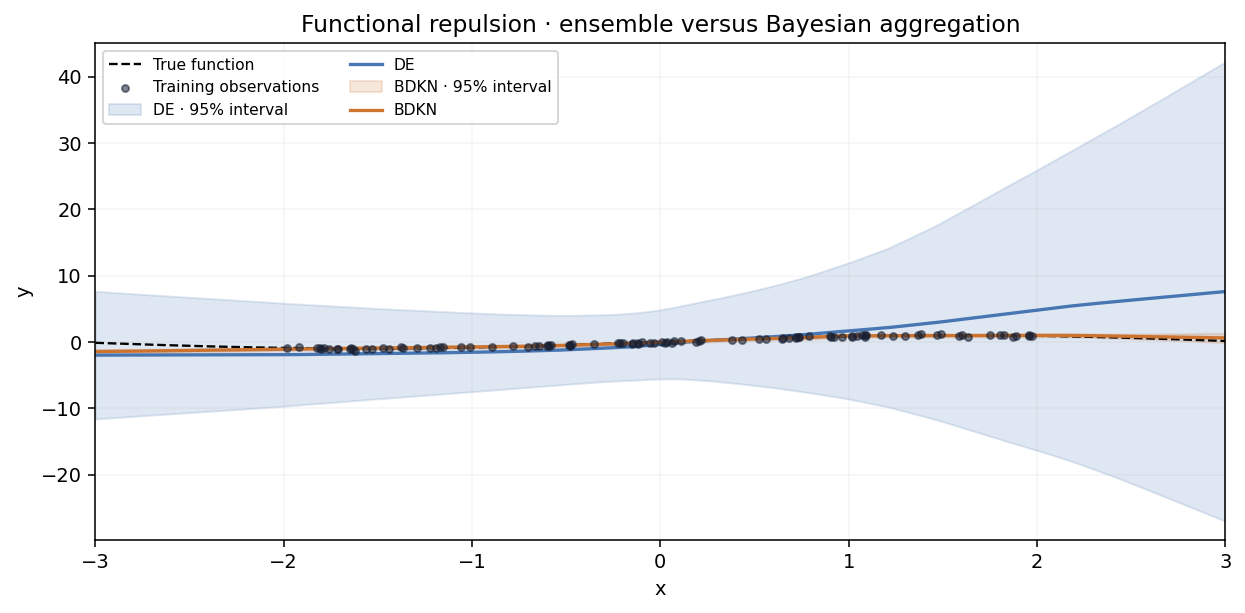 Functional repulsion · ensemble versus Bayesian aggregation
True function
Training observations
DE · 95% interval
DE
BDKN · 95% interval
BDKN
y
40
30
20
10
0
−10
−20
−3
−2
−1
0
1
2
3
x